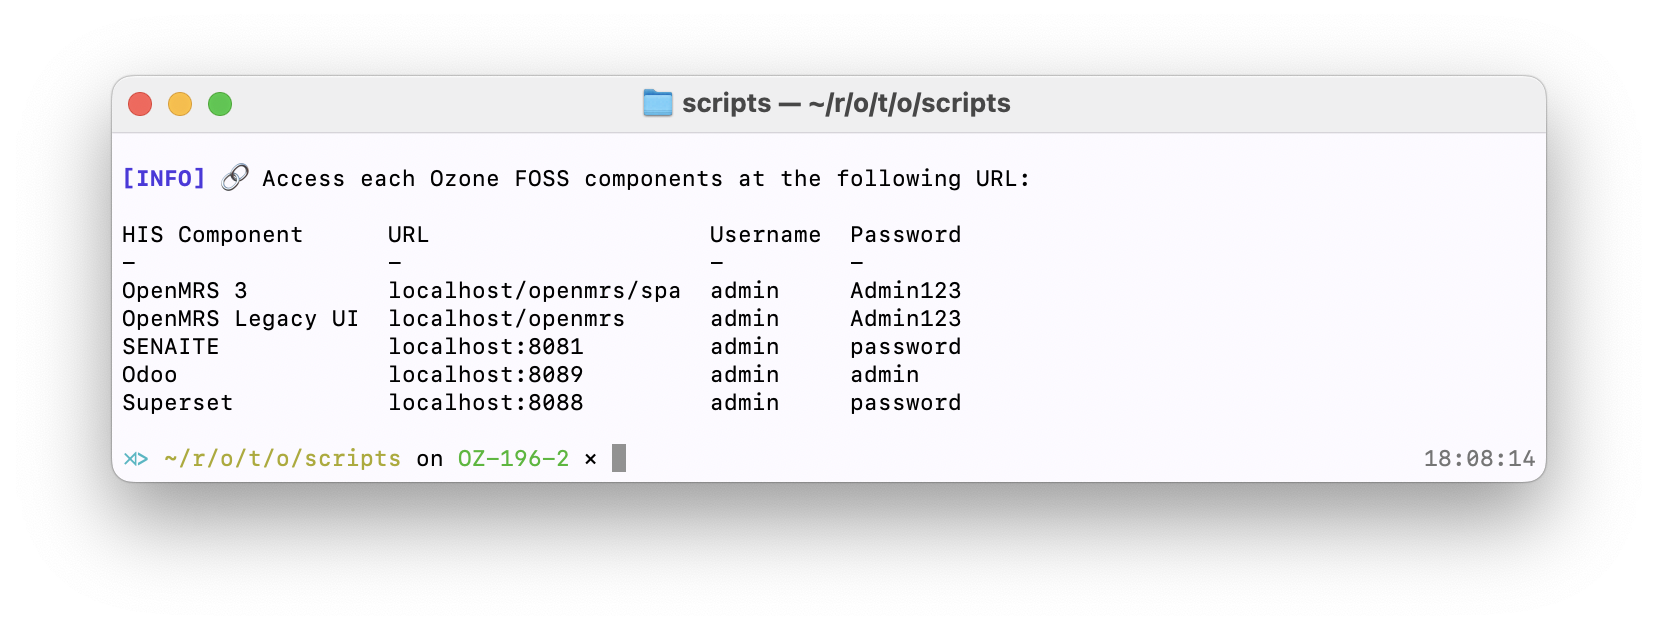 scripts — ~/r/o/t/o/scripts
[INFO] 🔗 Access each Ozone FOSS components at the following URL:
HIS Component URL Username Password
– – – –
OpenMRS 3 localhost/openmrs/spa admin Admin123
OpenMRS Legacy UI localhost/openmrs admin Admin123
SENAITE localhost:8081 admin password
Odoo localhost:8089 admin admin
Superset localhost:8088 admin password
⋊> ~/r/o/t/o/scripts on OZ-196-2 × 18:08:14